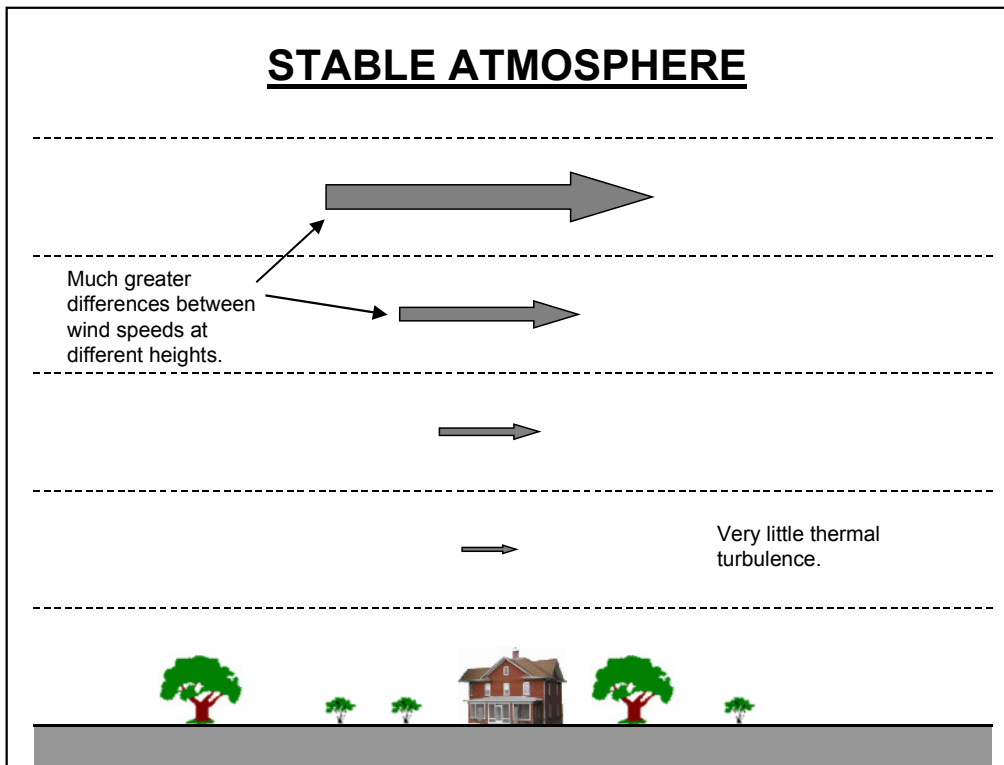 STABLE ATMOSPHERE
Much greater
differences between
wind speeds at
different heights.
Very little thermal
turbulence.